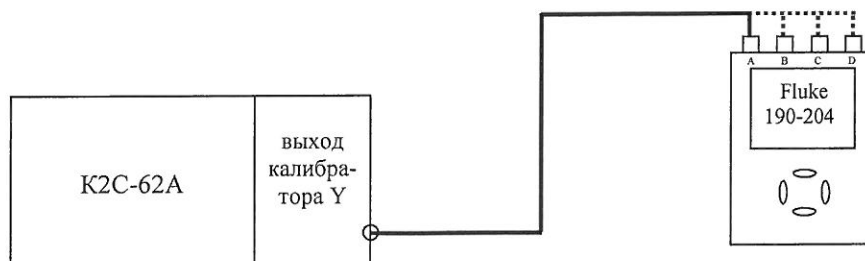 A B C D
Fluke
190-204
К2С-62А
выход
калибра-
тора Y